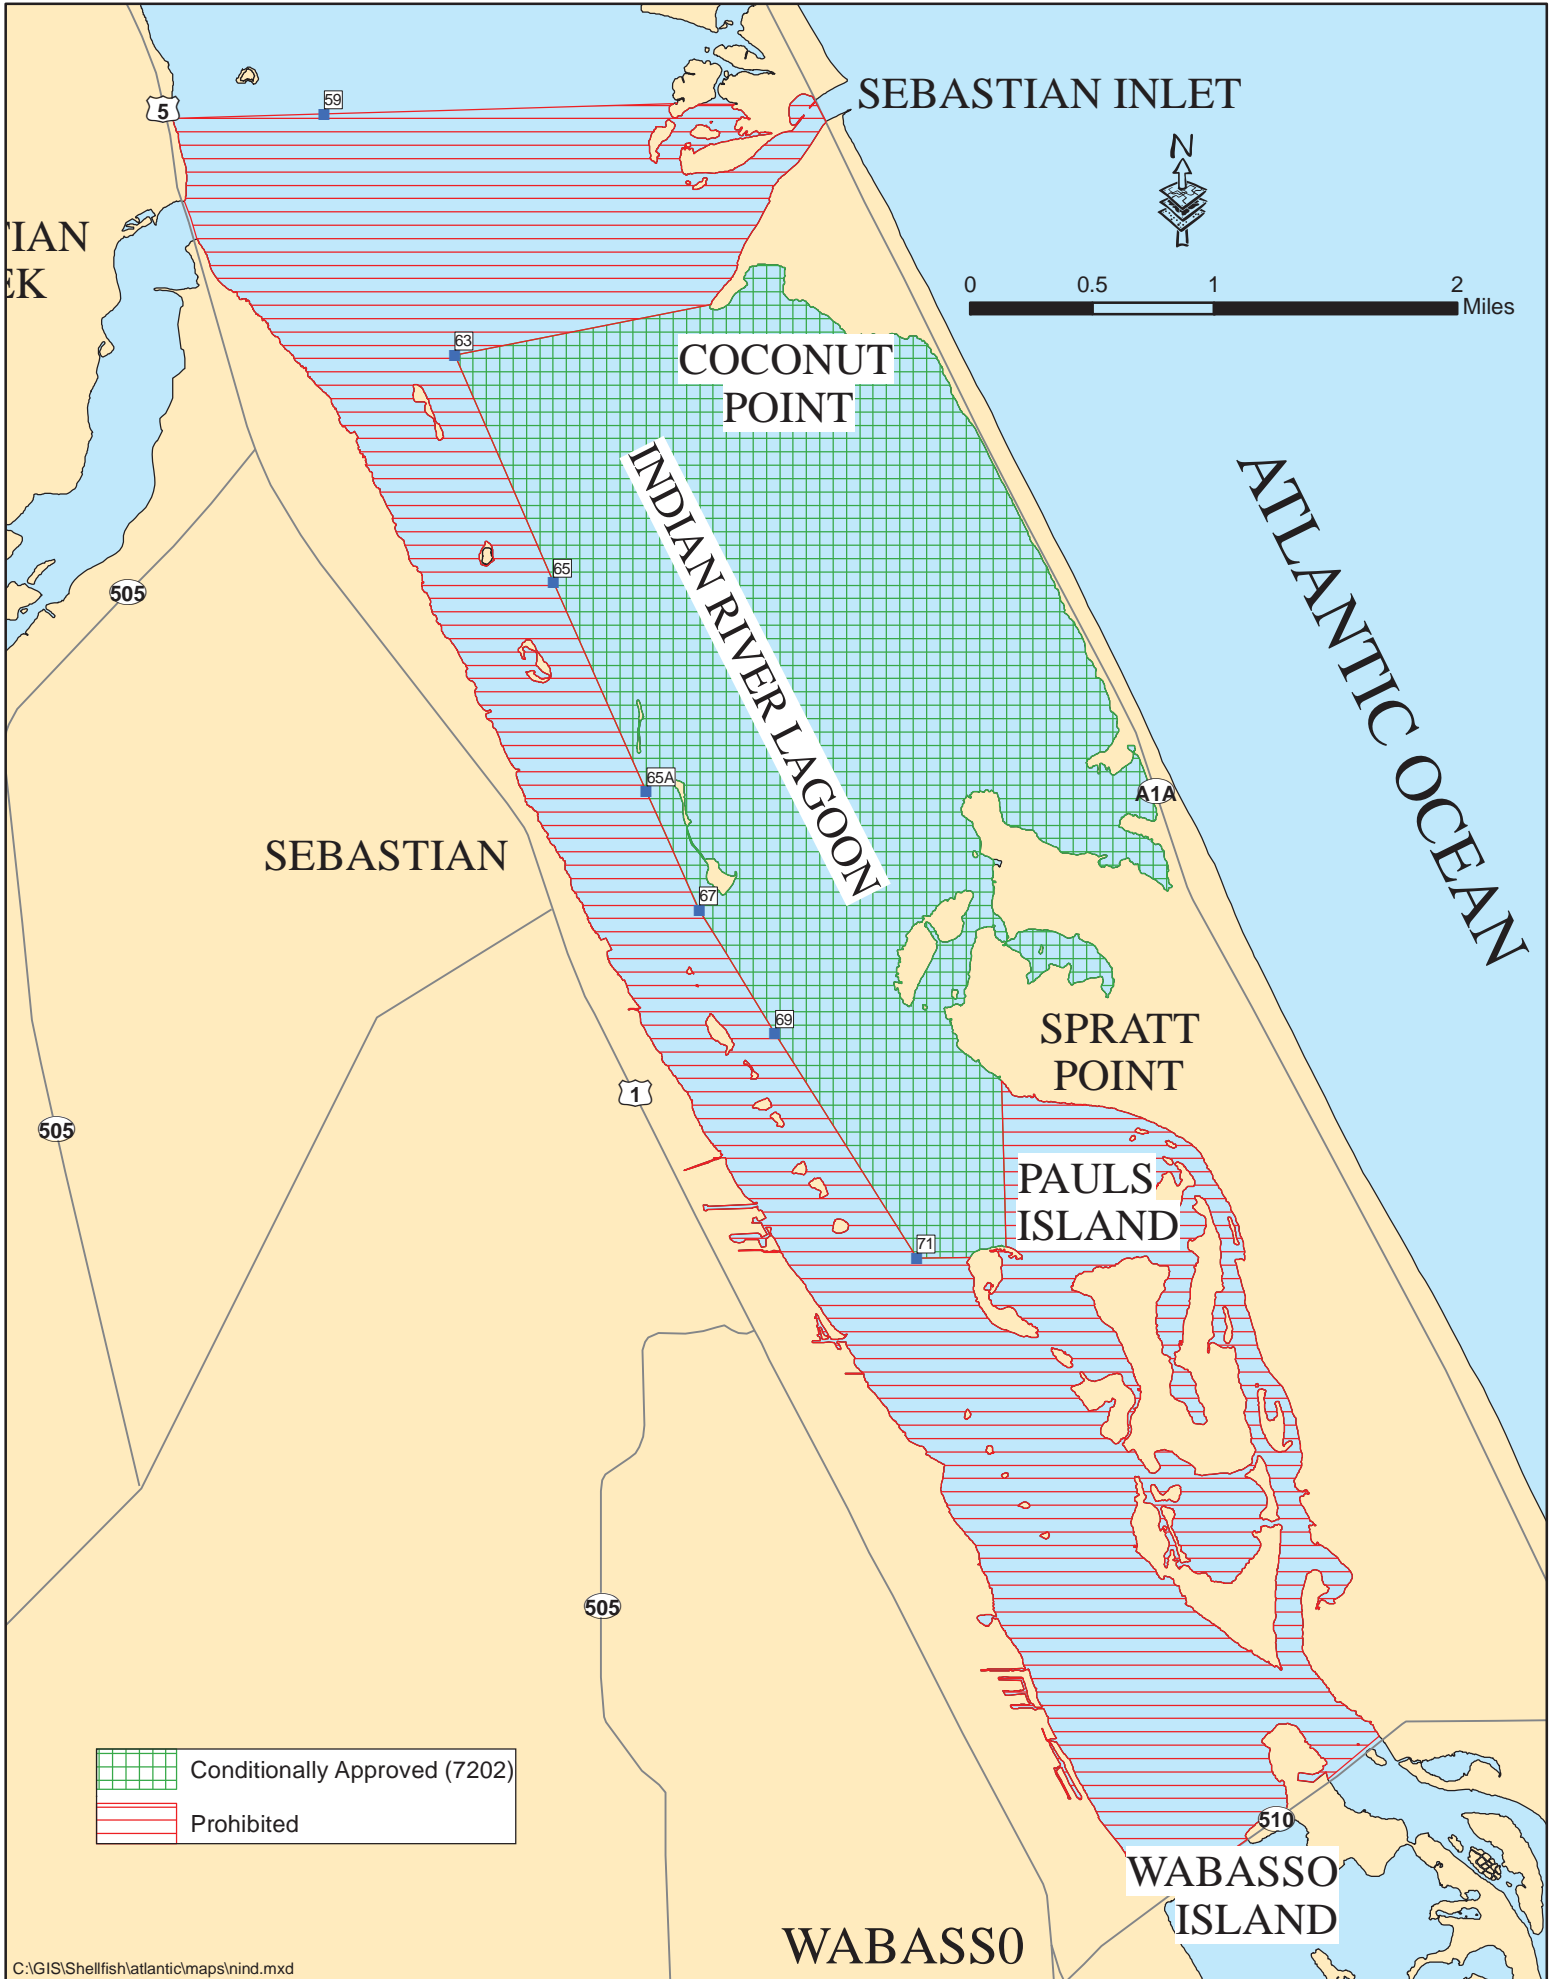 59
5
SEBASTIAN INLET
N
TIAN
EK
0 0.5 1 2
Miles
63
COCONUT
POINT
INDIAN RIVER LAGOON
ATLANTIC OCEAN
65
505
65A
A1A
SEBASTIAN
67
69
SPRATT
POINT
1
505
PAULS
ISLAND
71
505
Conditionally Approved (7202)
Prohibited
510
WABASSO
ISLAND
WABASS0
C:\GIS\Shellfish\atlantic\maps\nind.mxd